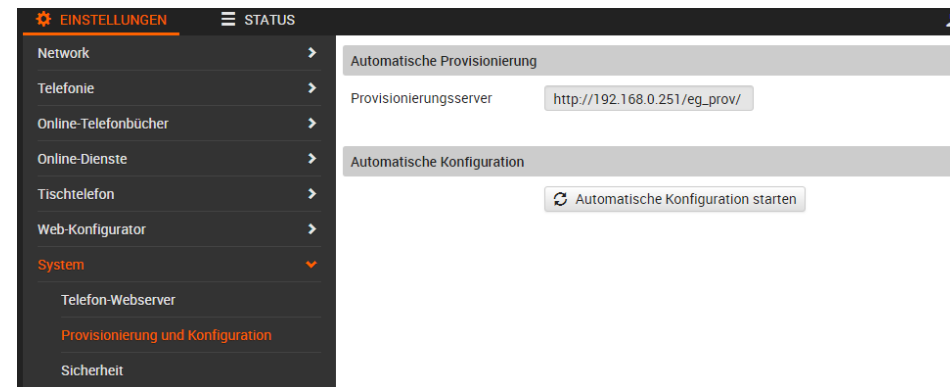 EINSTELLUNGEN STATUS
Network
Telefonie
Online-Telefonbücher
Online-Dienste
Tischtelefon
Web-Konfigurator
System
Telefon-Webserver
Provisionierung und Konfiguration
Sicherheit
Automatische Provisionierung
Provisionierungsserver http://192.168.0.251/eg_prov/
Automatische Konfiguration
Automatische Konfiguration starten